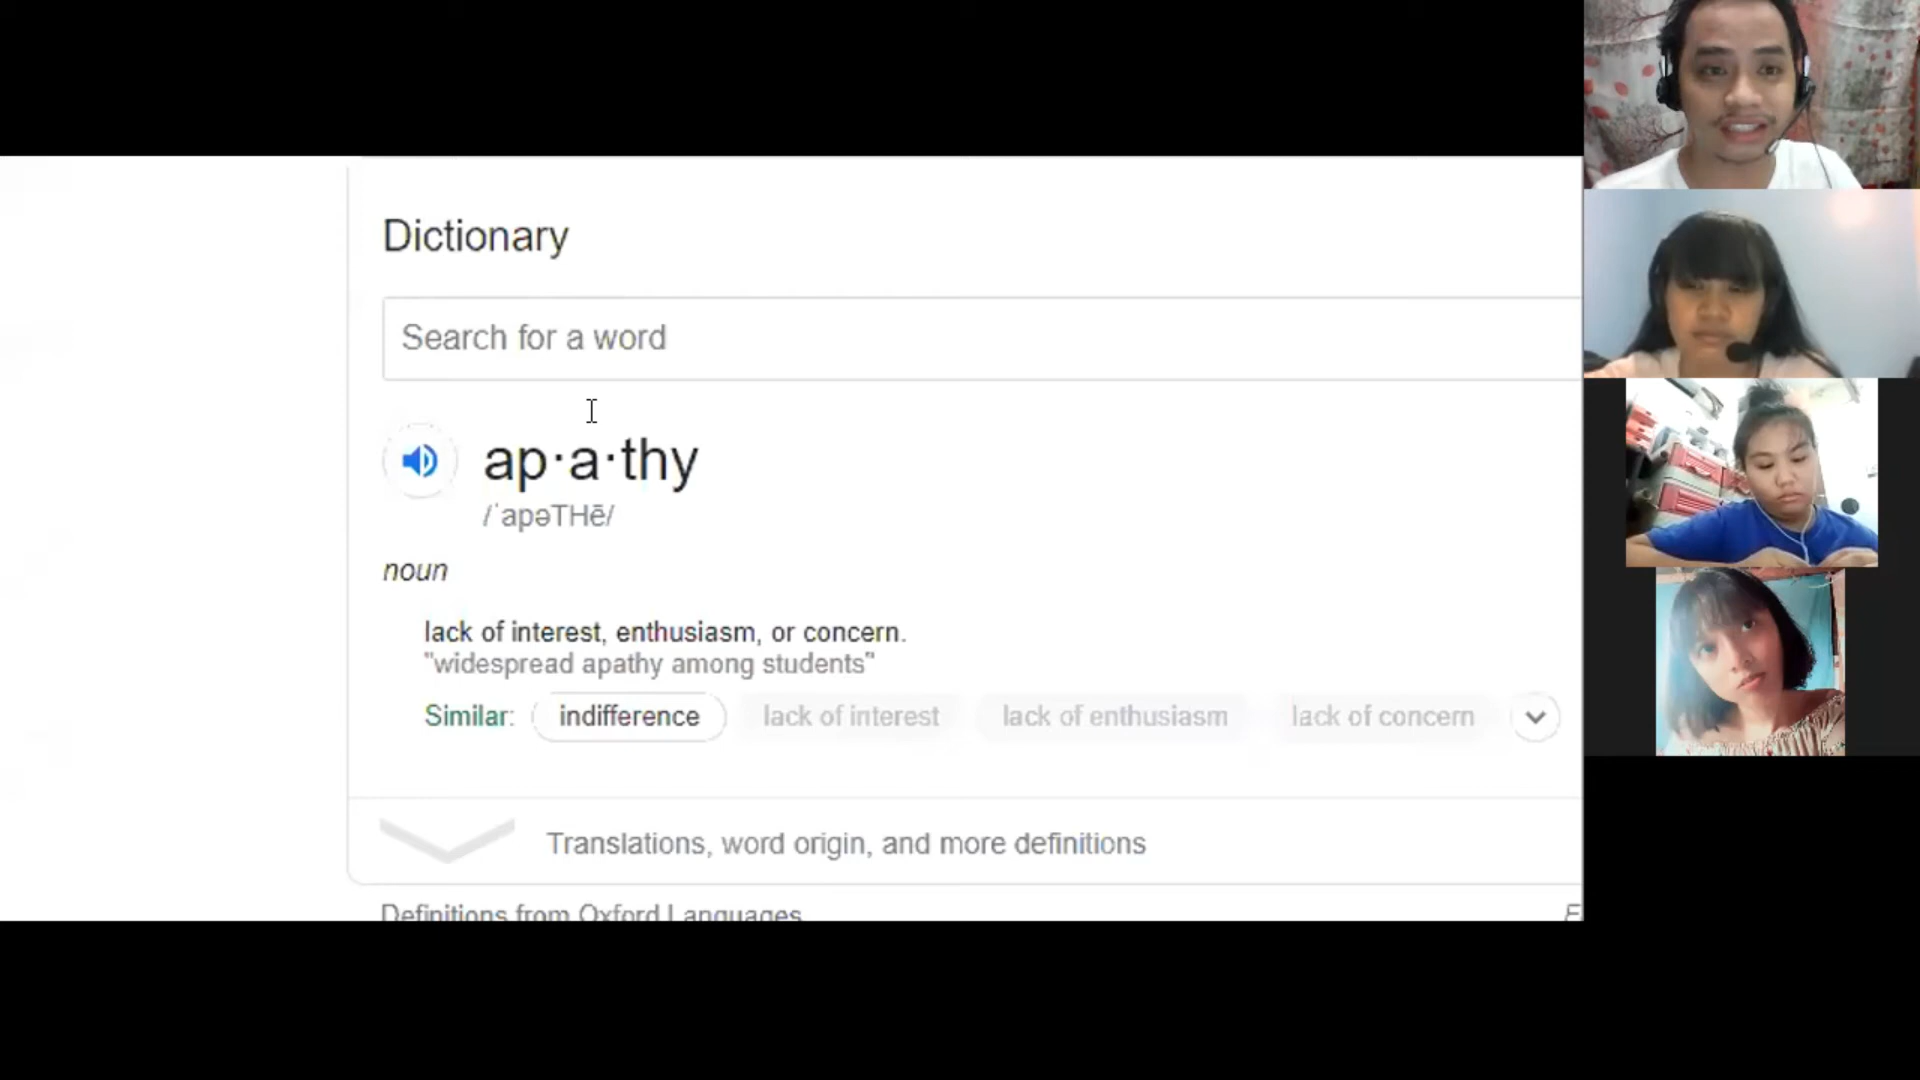 Dictionary
Search for a word
ap·a·thy
/ˈapəTHē/
noun
lack of interest, enthusiasm, or concern.
"widespread apathy among students"
Similar: indifference lack of interest lack of enthusiasm lack of concern
Translations, word origin, and more definitions
Definitions from Oxford Languages